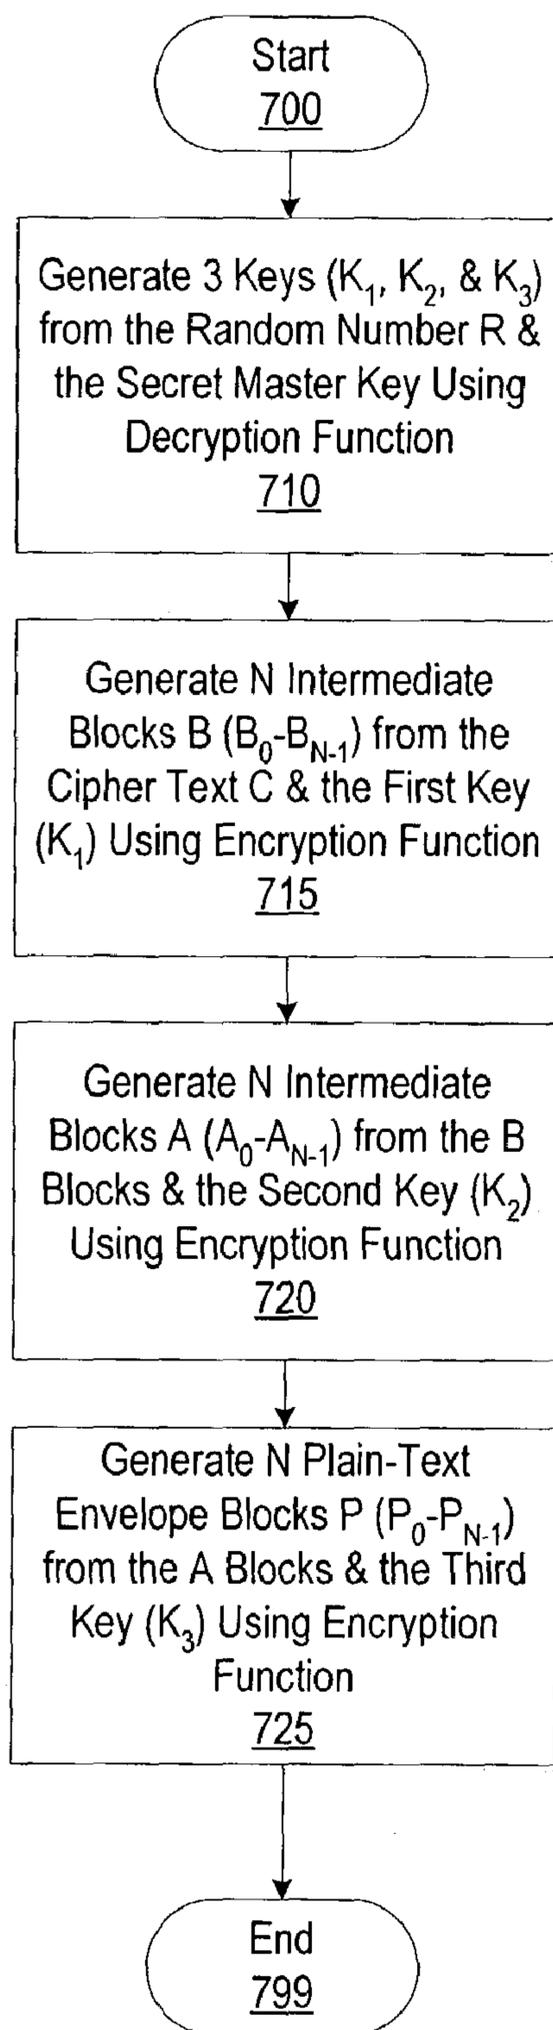 Start
700
Generate 3 Keys (K₁, K₂, & K₃)
from the Random Number R &
the Secret Master Key Using
Decryption Function
710
Generate N Intermediate
Blocks B (B₀-B_N-1) from the
Cipher Text C & the First Key
(K₁) Using Encryption Function
715
Generate N Intermediate
Blocks A (A₀-A_N-1) from the B
Blocks & the Second Key (K₂)
Using Encryption Function
720
Generate N Plain-Text
Envelope Blocks P (P₀-P_N-1)
from the A Blocks & the Third
Key (K₃) Using Encryption
Function
725
End
799